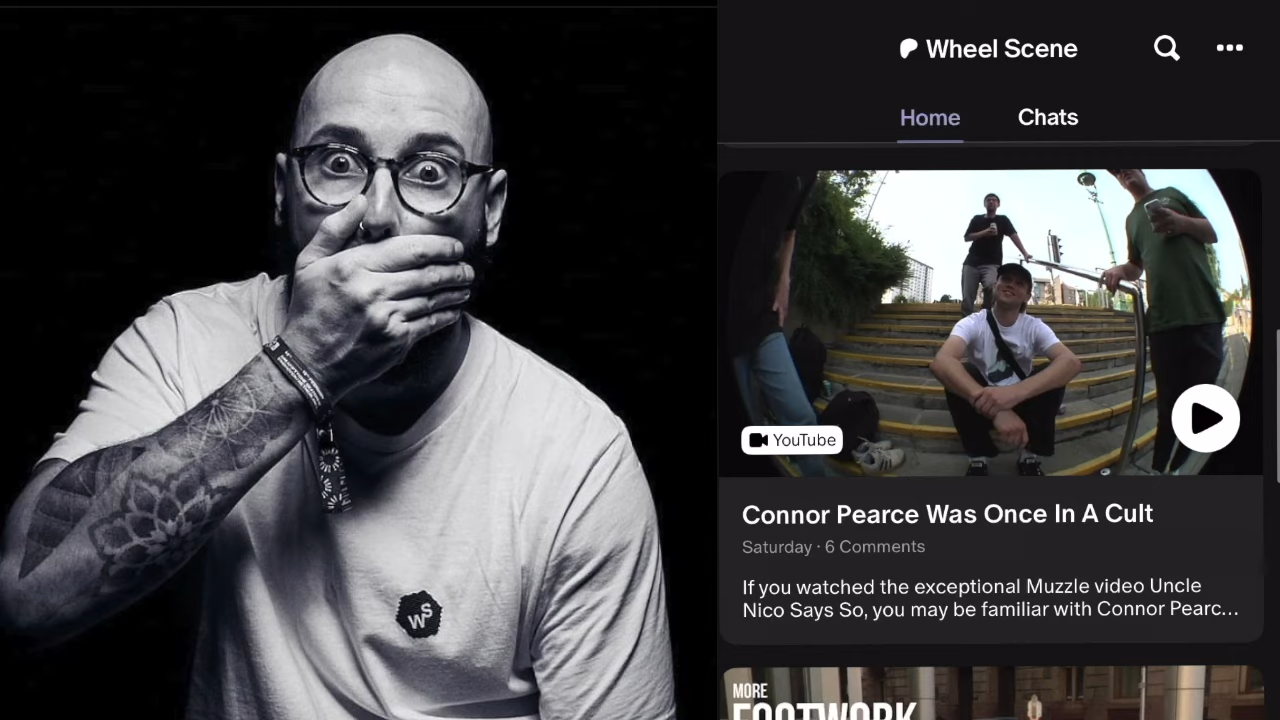 WS
Wheel Scene
Home
Chats
YouTube
Connor Pearce Was Once In A Cult
Saturday · 6 Comments
If you watched the exceptional Muzzle video Uncle
Nico Says So, you may be familiar with Connor Pearc...
MORE
FOOTWORK